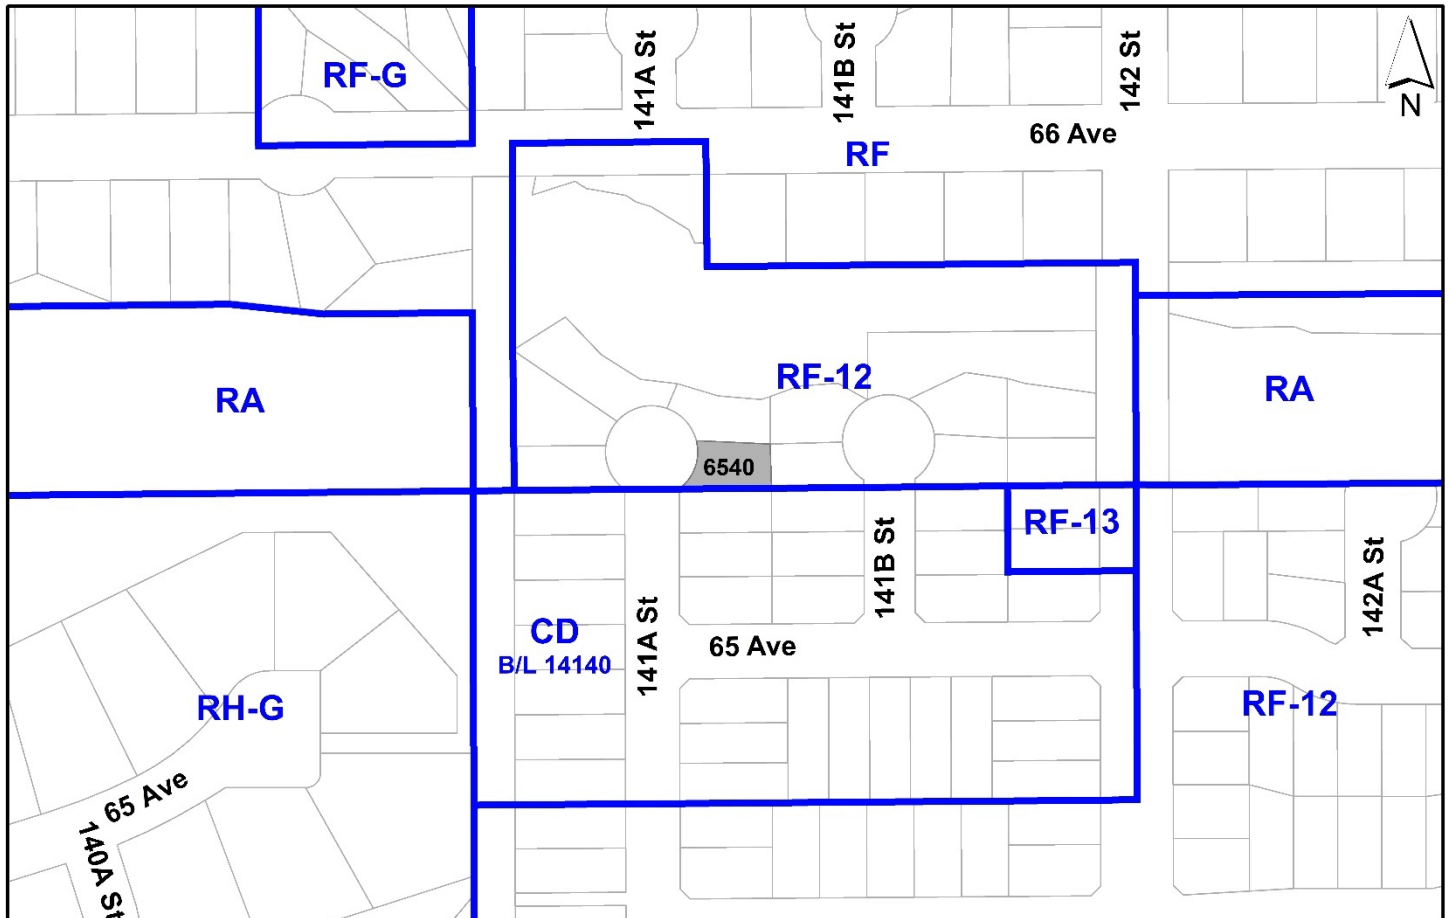 RF-G
141A St
141B St
142 St
N
66 Ave
RF
RF-12
RA
RA
6540
RF-13
141B St
142A St
CD
B/L 14140
141A St
65 Ave
RH-G
RF-12
65 Ave
140A St